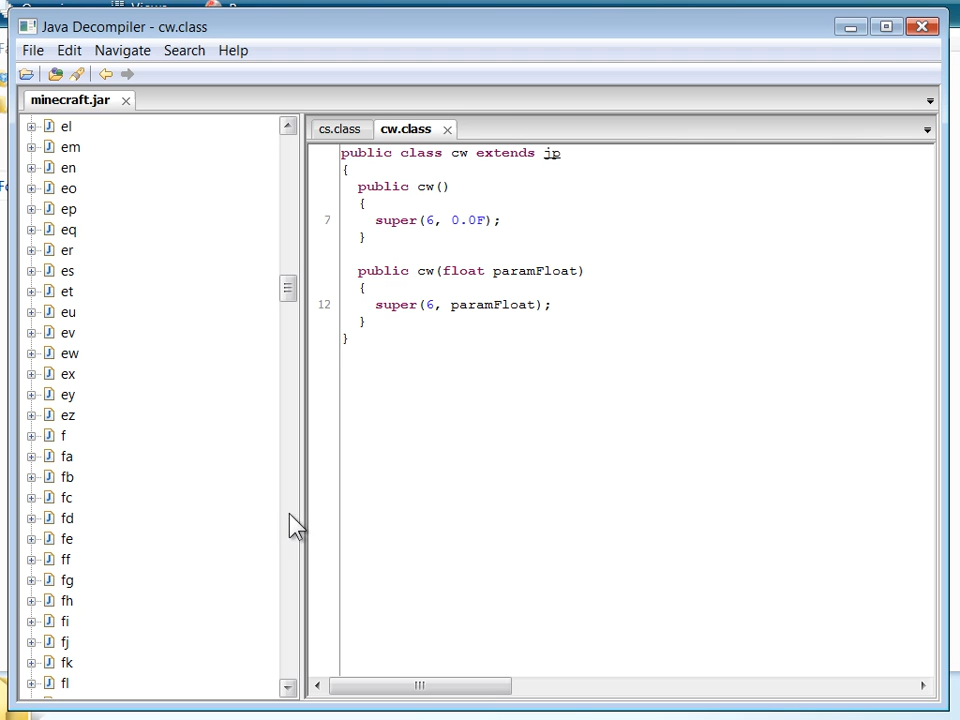 Java Decompiler - cw.class
File Edit Navigate Search Help
minecraft.jar
el
em
en
eo
ep
eq
er
es
et
eu
ev
ew
ex
ey
ez
f
fa
fb
fc
fd
fe
ff
fg
fh
fi
fj
fk
fl
cs.class cw.class
public class cw extends jp
{
public cw()
{
7 super(6, 0.0F);
}
public cw(float paramFloat)
{
12 super(6, paramFloat);
}
}